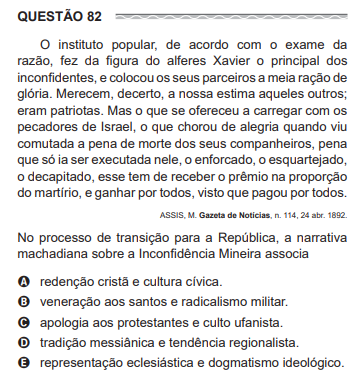 QUESTÃO 82
O instituto popular, de acordo com o exame da
razão, fez da figura do alferes Xavier o principal dos
inconfidentes, e colocou os seus parceiros a meia ração de
glória. Merecem, decerto, a nossa estima aqueles outros;
eram patriotas. Mas o que se ofereceu a carregar com os
pecadores de Israel, o que chorou de alegria quando viu
comutada a pena de morte dos seus companheiros, pena
que só ia ser executada nele, o enforcado, o esquartejado,
o decapitado, esse tem de receber o prêmio na proporção
do martírio, e ganhar por todos, visto que pagou por todos.
ASSIS, M. Gazeta de Notícias, n. 114, 24 abr. 1892.
No processo de transição para a República, a narrativa
machadiana sobre a Inconfidência Mineira associa
A redenção cristã e cultura cívica.
B veneração aos santos e radicalismo militar.
C apologia aos protestantes e culto ufanista.
D tradição messiânica e tendência regionalista.
E representação eclesiástica e dogmatismo ideológico.